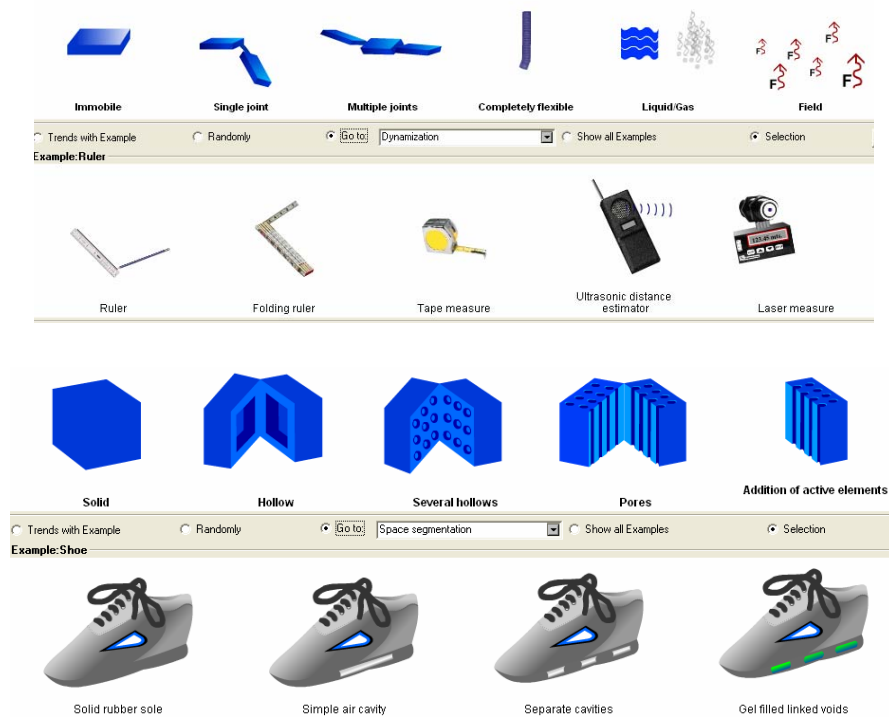 Immobile Single joint Multiple joints Completely flexible Liquid/Gas Field
F F F F F F
Trends with Example Randomly Go to: Dynamization Show all Examples Selection
Example:Ruler
123.45 mts.
Ruler Folding ruler Tape measure Ultrasonic distance estimator Laser measure
Solid Hollow Several hollows Pores Addition of active elements
Trends with Example Randomly Go to: Space segmentation Show all Examples Selection
Example:Shoe
Solid rubber sole Simple air cavity Separate cavities Gel filled linked voids